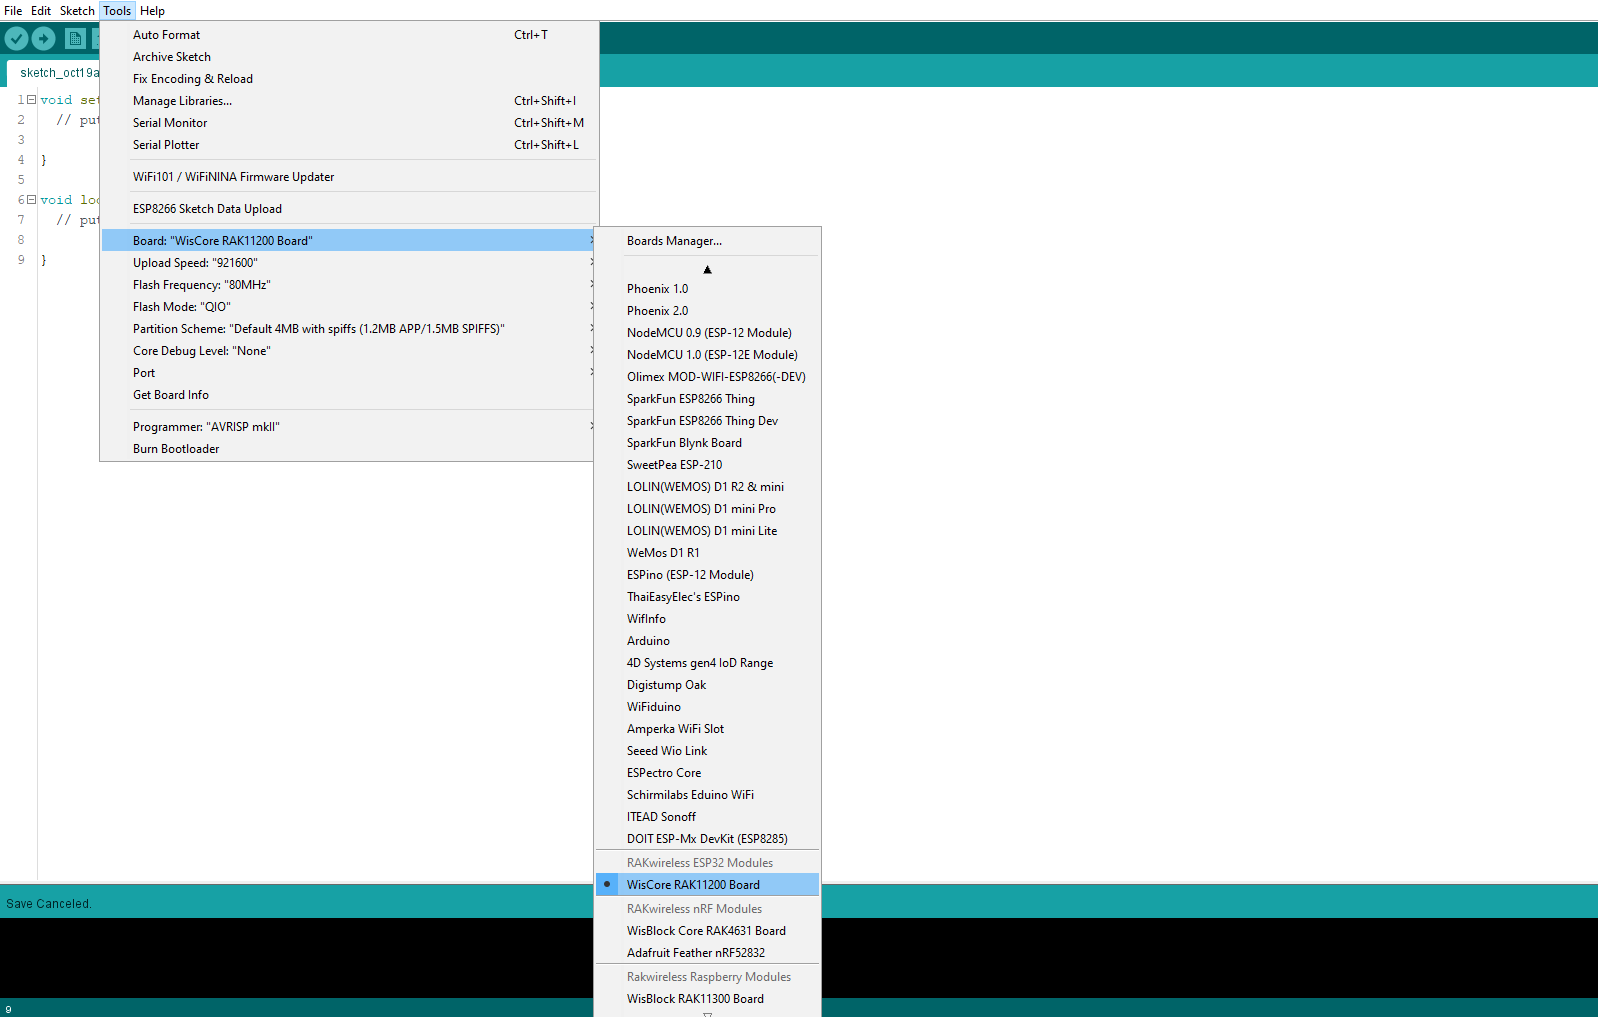 File Edit Sketch Tools Help
sketch_oct19a
Auto Format Ctrl+T
Archive Sketch
Fix Encoding & Reload
Manage Libraries... Ctrl+Shift+I
Serial Monitor Ctrl+Shift+M
Serial Plotter Ctrl+Shift+L
WiFi101 / WiFiNINA Firmware Updater
ESP8266 Sketch Data Upload
Board: "WisCore RAK11200 Board"
Upload Speed: "921600"
Flash Frequency: "80MHz"
Flash Mode: "QIO"
Partition Scheme: "Default 4MB with spiffs (1.2MB APP/1.5MB SPIFFS)"
Core Debug Level: "None"
Port
Get Board Info
Programmer: "AVRISP mkII"
Burn Bootloader
1 void set
2 // put
3
4 }
5
6 void loo
7 // put
8
9 }
Boards Manager...
Phoenix 1.0
Phoenix 2.0
NodeMCU 0.9 (ESP-12 Module)
NodeMCU 1.0 (ESP-12E Module)
Olimex MOD-WIFI-ESP8266(-DEV)
SparkFun ESP8266 Thing
SparkFun ESP8266 Thing Dev
SparkFun Blynk Board
SweetPea ESP-210
LOLIN(WEMOS) D1 R2 & mini
LOLIN(WEMOS) D1 mini Pro
LOLIN(WEMOS) D1 mini Lite
WeMos D1 R1
ESPino (ESP-12 Module)
ThaiEasyElec's ESPino
WifInfo
Arduino
4D Systems gen4 IoD Range
Digistump Oak
WiFiduino
Amperka WiFi Slot
Seeed Wio Link
ESPectro Core
Schirmilabs Eduino WiFi
ITEAD Sonoff
DOIT ESP-Mx DevKit (ESP8285)
RAKwireless ESP32 Modules
WisCore RAK11200 Board
RAKwireless nRF Modules
WisBlock Core RAK4631 Board
Adafruit Feather nRF52832
Rakwireless Raspberry Modules
WisBlock RAK11300 Board
Save Canceled.
9